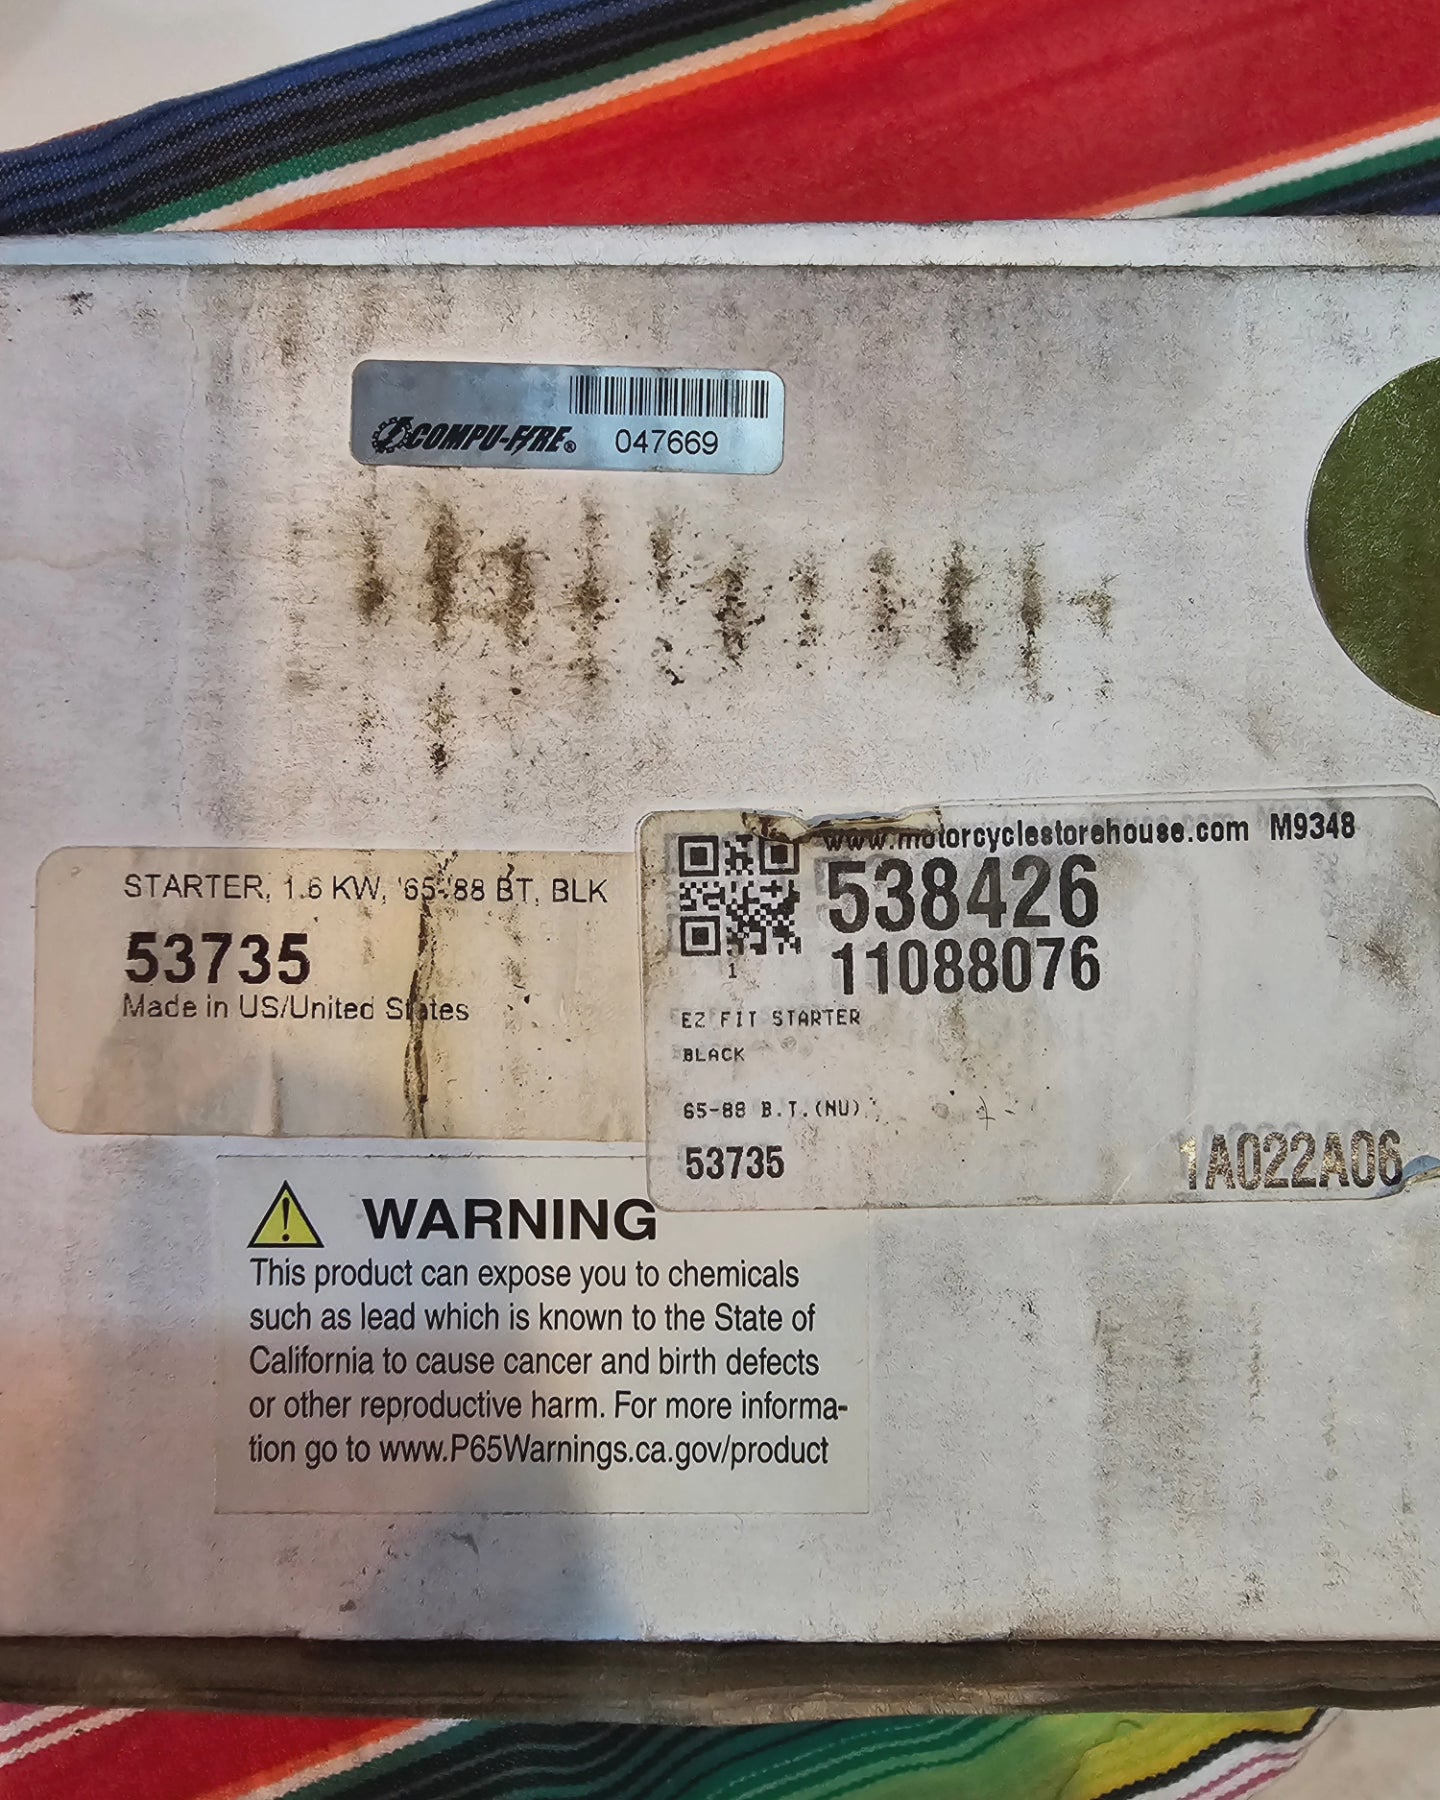 COMPU-FIRE® 047669
STARTER, 1.6 KW, '65-'88 BT, BLK
53735
Made in US/United States
www.motorcyclestorehouse.com M9348
538426
11088076
1
EZ FIT STARTER
BLACK
65-88 B.T.(NU)
53735
1A022A06
WARNING
This product can expose you to chemicals
such as lead which is known to the State of
California to cause cancer and birth defects
or other reproductive harm. For more informa-
tion go to www.P65Warnings.ca.gov/product